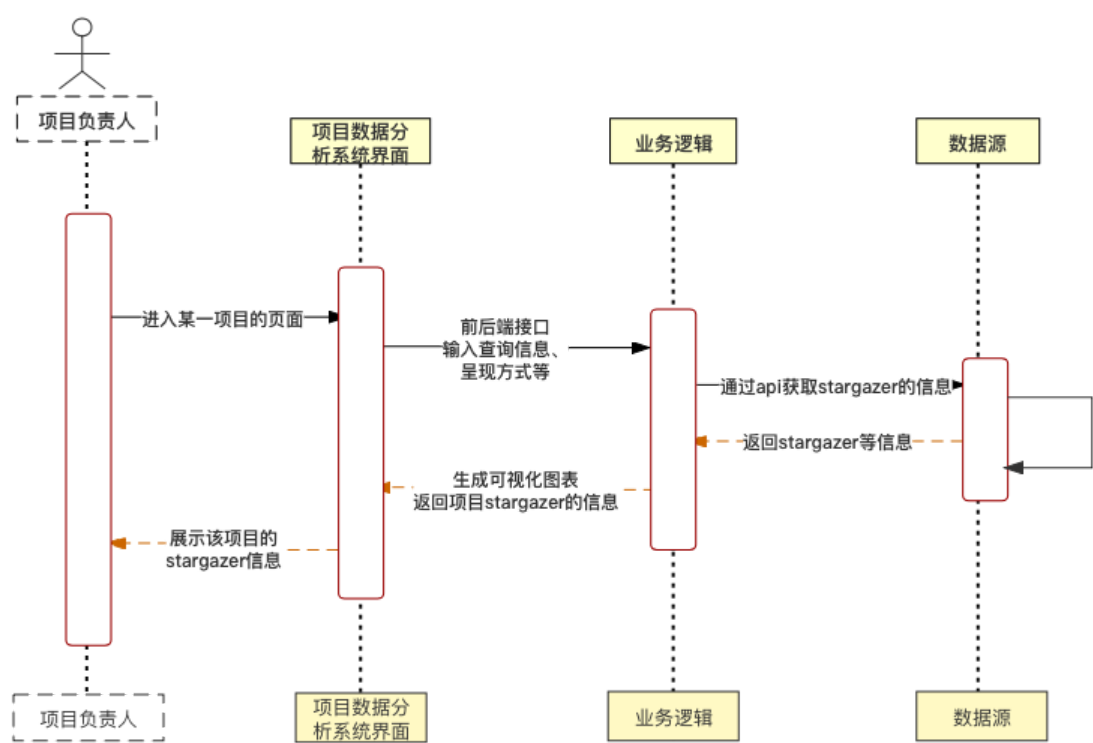 项目负责人
项目数据分
析系统界面
业务逻辑
数据源
进入某一项目的页面
前后端接口
输入查询信息、
呈现方式等
通过api获取stargazer的信息
返回stargazer等信息
生成可视化图表
返回项目stargazer的信息
展示该项目的
stargazer信息
项目负责人
项目数据分
析系统界面
业务逻辑
数据源